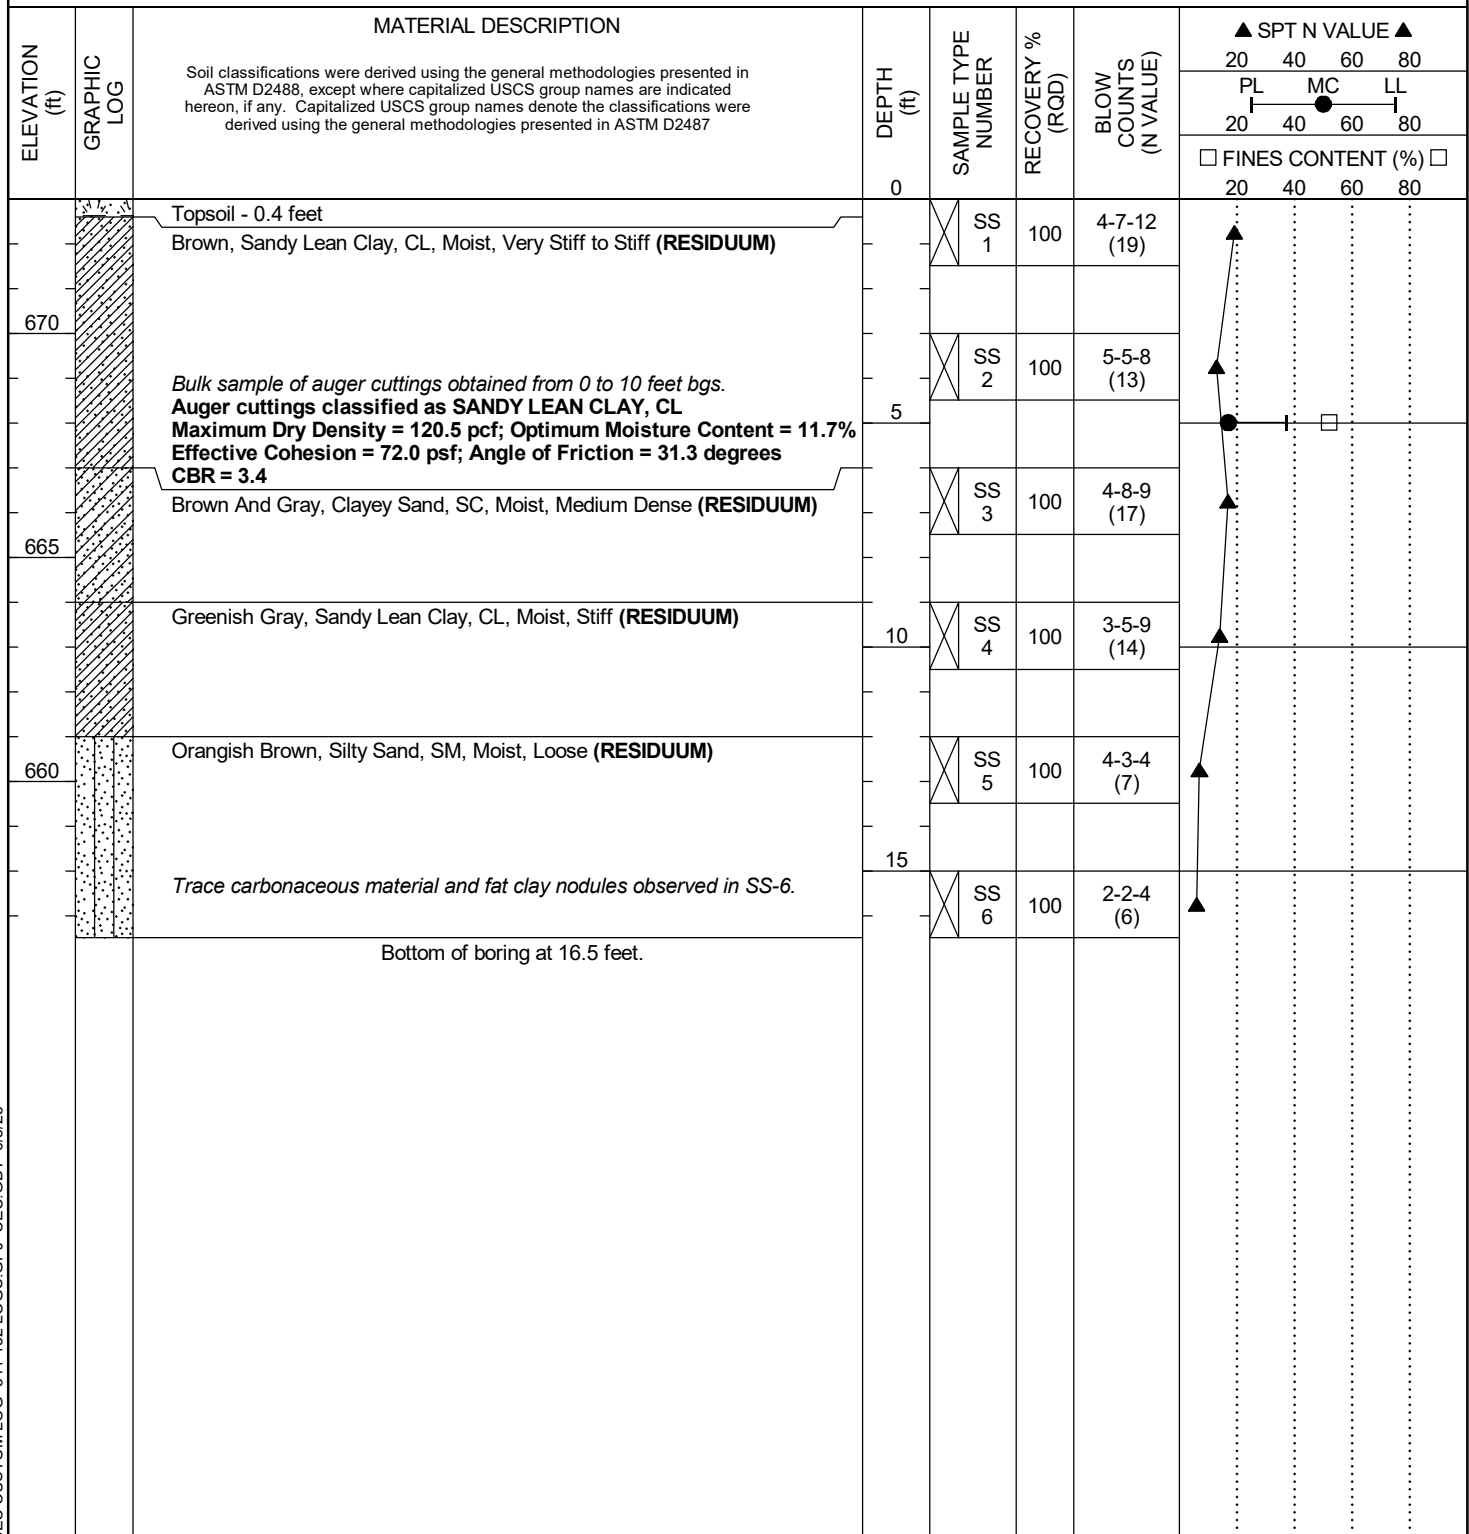 ELEVATION
(ft)
GRAPHIC
LOG
MATERIAL DESCRIPTION
Soil classifications were derived using the general methodologies presented in
ASTM D2488, except where capitalized USCS group names are indicated
hereon, if any. Capitalized USCS group names denote the classifications were
derived using the general methodologies presented in ASTM D2487
DEPTH
(ft)
0
SAMPLE TYPE
NUMBER
RECOVERY %
(RQD)
BLOW
COUNTS
(N VALUE)
▲ SPT N VALUE ▲
20 40 60 80
PL MC LL
20 40 60 80
□ FINES CONTENT (%) □
20 40 60 80
Topsoil - 0.4 feet
Brown, Sandy Lean Clay, CL, Moist, Very Stiff to Stiff (RESIDUUM)
SS
1
100
4-7-12
(19)
670
SS
2
100
5-5-8
(13)
Bulk sample of auger cuttings obtained from 0 to 10 feet bgs.
Auger cuttings classified as SANDY LEAN CLAY, CL
Maximum Dry Density = 120.5 pcf; Optimum Moisture Content = 11.7%
Effective Cohesion = 72.0 psf; Angle of Friction = 31.3 degrees
CBR = 3.4
5
Brown And Gray, Clayey Sand, SC, Moist, Medium Dense (RESIDUUM)
SS
3
100
4-8-9
(17)
665
Greenish Gray, Sandy Lean Clay, CL, Moist, Stiff (RESIDUUM)
10
SS
4
100
3-5-9
(14)
Orangish Brown, Silty Sand, SM, Moist, Loose (RESIDUUM)
660
SS
5
100
4-3-4
(7)
15
Trace carbonaceous material and fat clay nodules observed in SS-6.
SS
6
100
2-2-4
(6)
Bottom of boring at 16.5 feet.